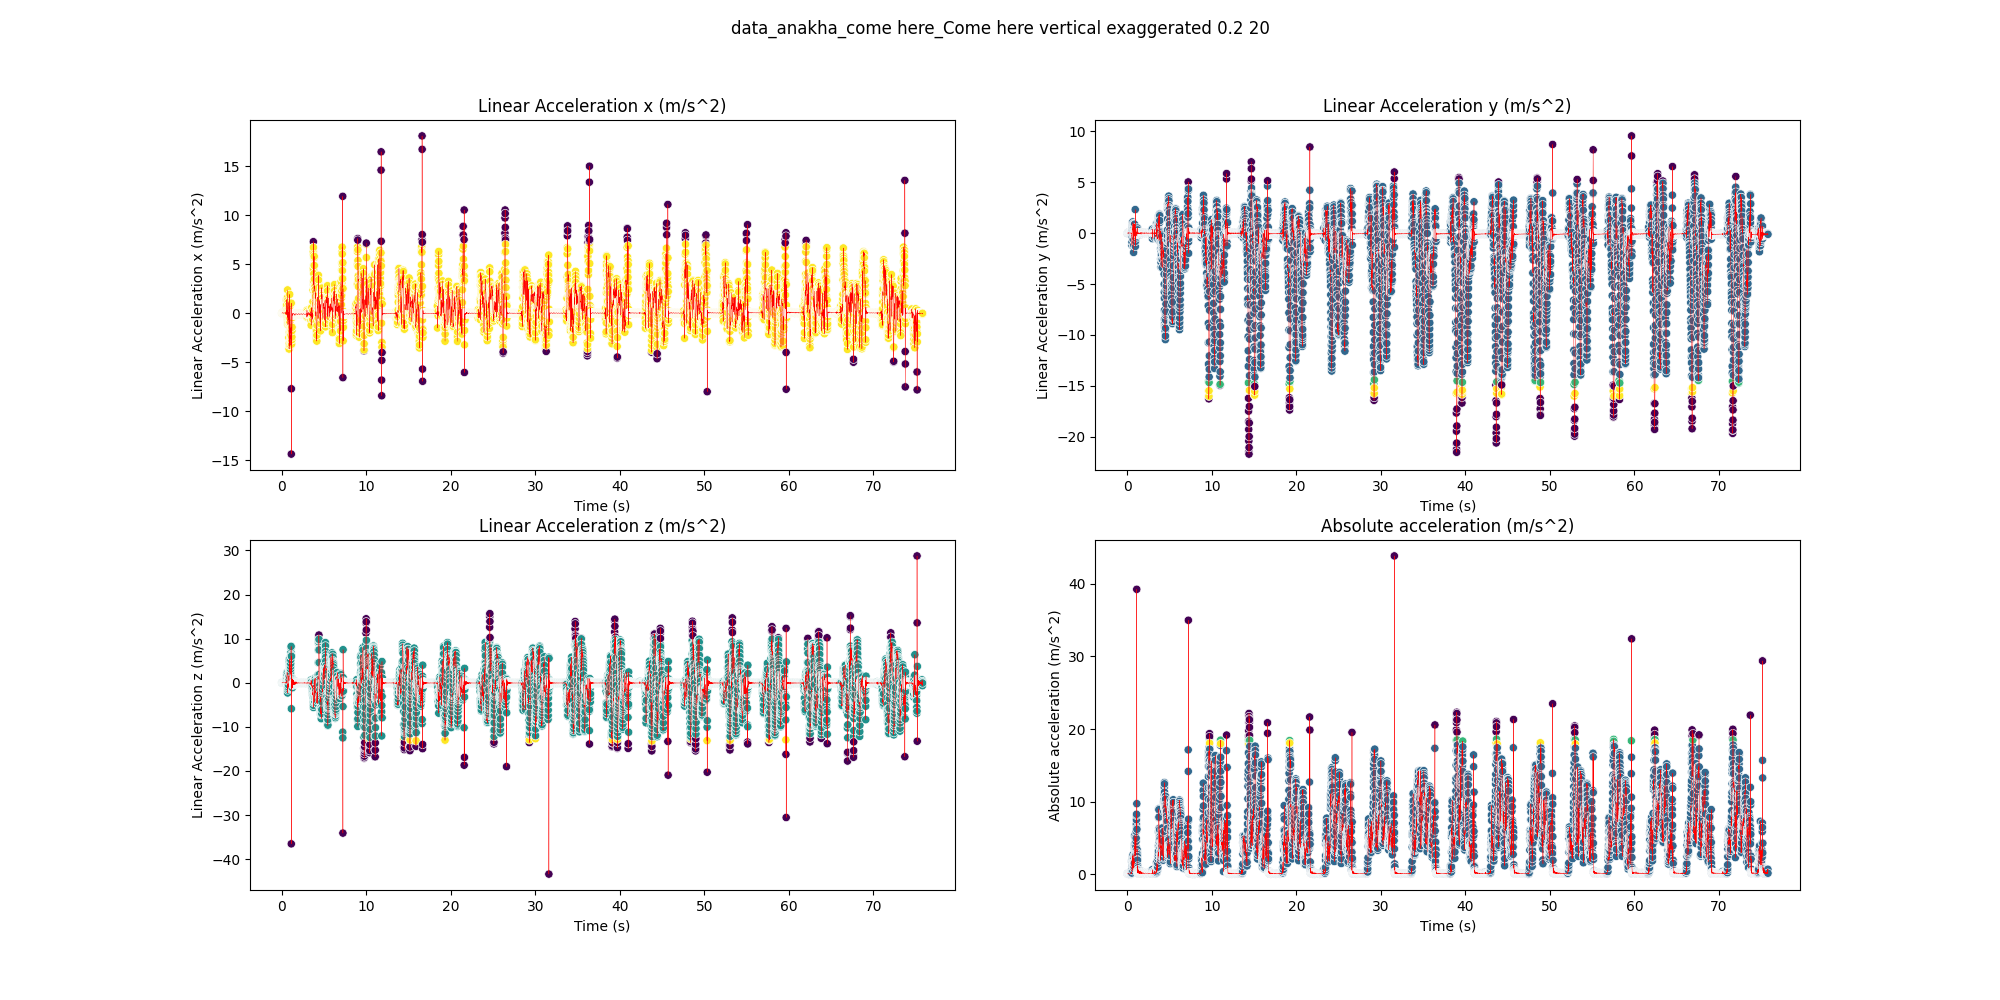 data_anakha_come here_Come here vertical exaggerated 0.2 20
Linear Acceleration x (m/s^2)
Linear Acceleration x (m/s^2)
15
10
5
0
−5
−10
−15
0 10 20 30 40 50 60 70
Time (s)
Linear Acceleration y (m/s^2)
Linear Acceleration y (m/s^2)
10
5
0
−5
−10
−15
−20
0 10 20 30 40 50 60 70
Time (s)
Linear Acceleration z (m/s^2)
Linear Acceleration z (m/s^2)
30
20
10
0
−10
−20
−30
−40
0 10 20 30 40 50 60 70
Time (s)
Absolute acceleration (m/s^2)
Absolute acceleration (m/s^2)
40
30
20
10
0
0 10 20 30 40 50 60 70
Time (s)